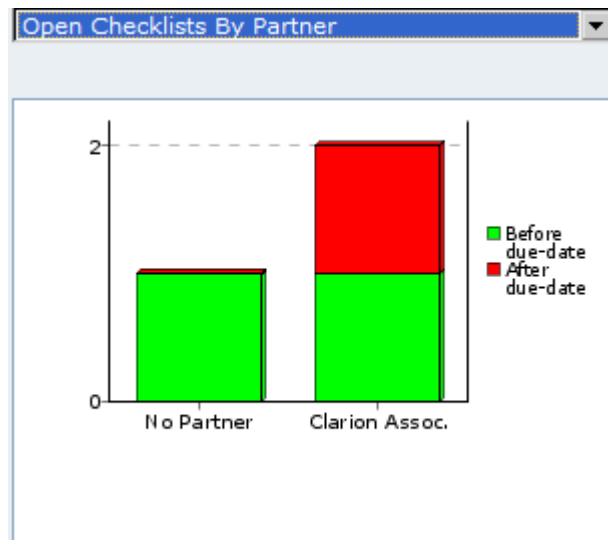 Open Checklists By Partner
2
0
No Partner
Clarion Assoc.
Before
due-date
After
due-date